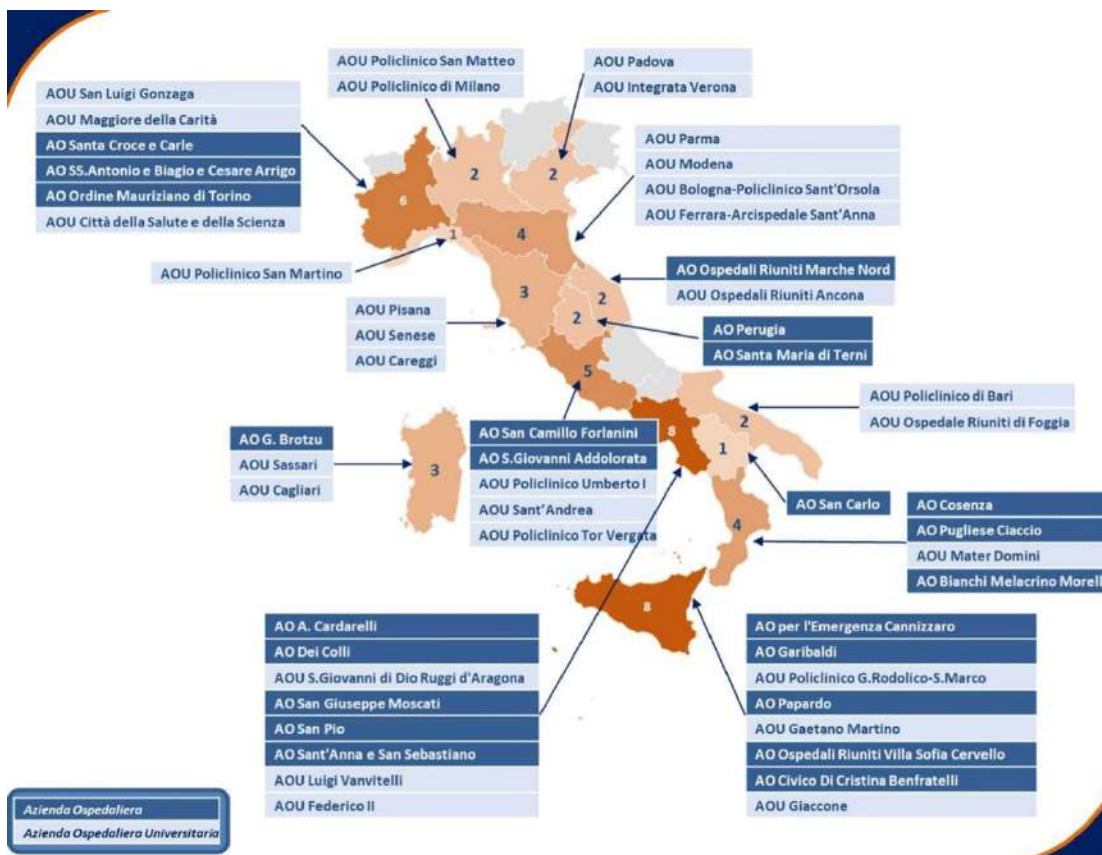 AOU Policlinico San Matteo
AOU Policlinico di Milano
AOU Padova
AOU Integrata Verona
AOU San Luigi Gonzaga
AOU Maggiore della Carità
AO Santa Croce e Carle
AO SS.Antonio e Biagio e Cesare Arrigo
AO Ordine Mauriziano di Torino
AOU Città della Salute e della Scienza
AOU Parma
AOU Modena
AOU Bologna-Policlinico Sant'Orsola
AOU Ferrara-Arcispedale Sant'Anna
2
2
6
4
1
AOU Policlinico San Martino
AO Ospedali Riuniti Marche Nord
AOU Ospedali Riuniti Ancona
3
2
2
AOU Pisana
AOU Senese
AOU Careggi
AO Perugia
AO Santa Maria di Terni
5
AOU Policlinico di Bari
AOU Ospedale Riuniti di Foggia
8
2
1
AO G. Brotzu
AOU Sassari
AOU Cagliari
3
AO San Camillo Forlanini
AO S.Giovanni Addolorata
AOU Policlinico Umberto I
AOU Sant’Andrea
AOU Policlinico Tor Vergata
AO San Carlo
4
AO Cosenza
AO Pugliese Ciaccio
AOU Mater Domini
AO Bianchi Melacrino Morell
8
AO A. Cardarelli
AO Dei Colli
AOU S.Giovanni di Dio Ruggi d'Aragona
AO San Giuseppe Moscati
AO San Pio
AO Sant’Anna e San Sebastiano
AOU Luigi Vanvitelli
AOU Federico II
AO per l'Emergenza Cannizzaro
AO Garibaldi
AOU Policlinico G.Rodolico-S.Marco
AO Papardo
AOU Gaetano Martino
AO Ospedali Riuniti Villa Sofia Cervello
AO Civico Di Cristina Benfratelli
AOU Giaccone
Azienda Ospedaliera
Azienda Ospedaliera Universitaria